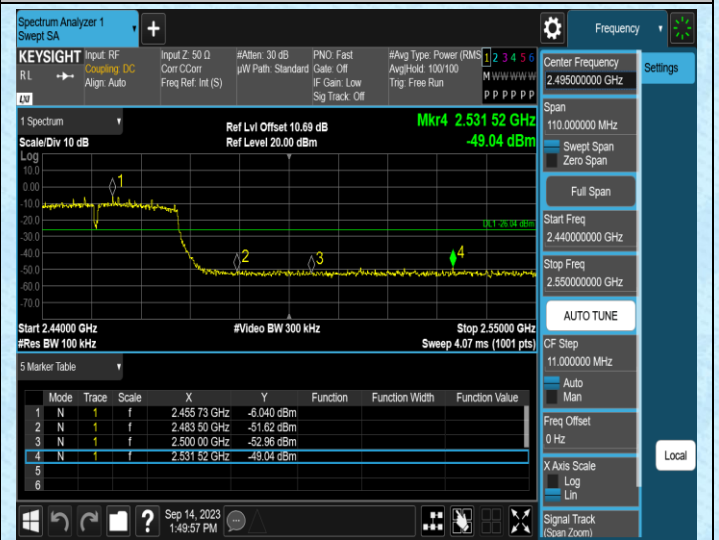 Spectrum Analyzer 1
Swept SA
+
Frequency
KEYSIGHT
RL
LXI
Input: RF
Coupling: DC
Align: Auto
Input Z: 50 Ω
Corr CCorr
Freq Ref: Int (S)
#Atten: 30 dB
µW Path: Standard
PNO: Fast
Gate: Off
IF Gain: Low
Sig Track: Off
#Avg Type: Power (RMS
Avg|Hold: 100/100
Trig: Free Run
1 2 3 4 5 6
M W W W W W
P P P P P P
1 Spectrum
Scale/Div 10 dB
Ref Lvl Offset 10.69 dB
Ref Level 20.00 dBm
Mkr4 2.531 52 GHz
-49.04 dBm
Log
10.0
0.00
-10.0
-20.0
-30.0
-40.0
-50.0
-60.0
-70.0
1
2
3
4
DL1 -26.04 dBm
Start 2.44000 GHz
#Res BW 100 kHz
#Video BW 300 kHz
Stop 2.55000 GHz
Sweep 4.07 ms (1001 pts)
5 Marker Table
Mode Trace Scale X Y Function Function Width Function Value
1 N 1 f 2.455 73 GHz -6.040 dBm
2 N 1 f 2.483 50 GHz -51.62 dBm
3 N 1 f 2.500 00 GHz -52.96 dBm
4 N 1 f 2.531 52 GHz -49.04 dBm
5
6
?
Sep 14, 2023
1:49:57 PM
Center Frequency
2.495000000 GHz
Settings
Span
110.000000 MHz
Swept Span
Zero Span
Full Span
Start Freq
2.440000000 GHz
Stop Freq
2.550000000 GHz
AUTO TUNE
CF Step
11.000000 MHz
Auto
Man
Freq Offset
0 Hz
Local
X Axis Scale
Log
Lin
Signal Track
(Span Zoom)